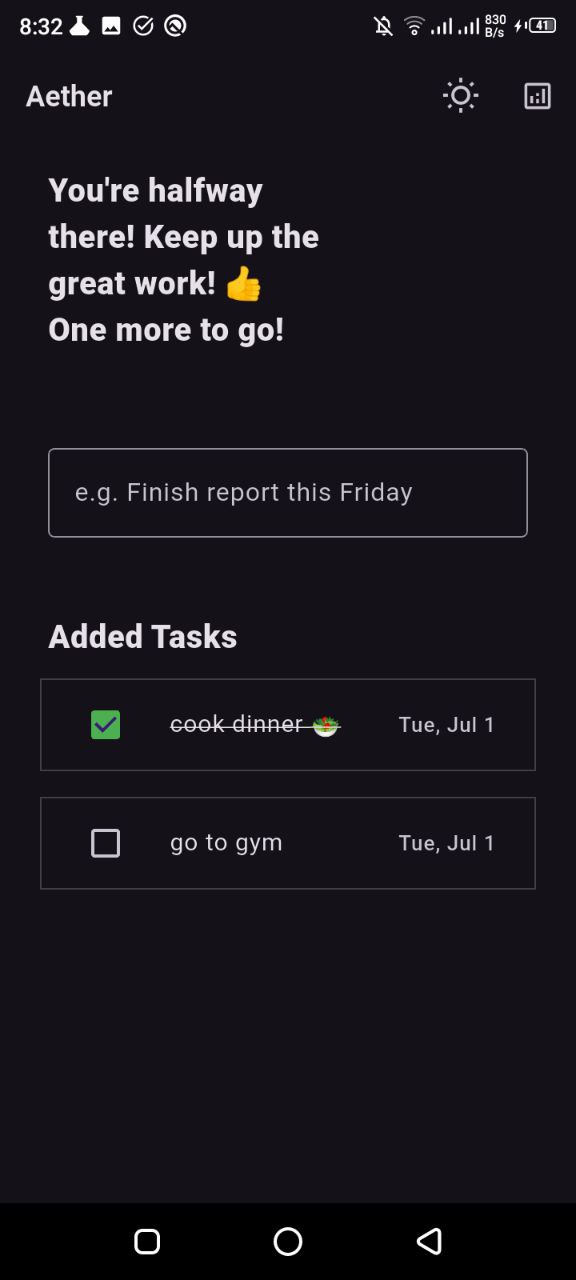 8:32
830
B/s
41
Aether
You're halfway
there! Keep up the
great work! 👍
One more to go!
e.g. Finish report this Friday
Added Tasks
cook dinner 🥗 Tue, Jul 1
go to gym Tue, Jul 1